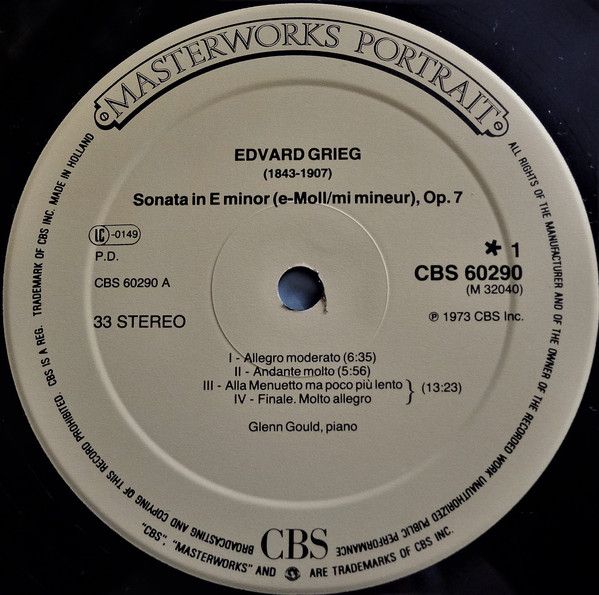 MASTERWORKS PORTRAIT
EDVARD GRIEG
(1843-1907)
Sonata in E minor (e-Moll/mi mineur), Op. 7
LC-0149
P.D.
CBS 60290 A
33 STEREO
* 1
CBS 60290
(M 32040)
℗ 1973 CBS Inc.
I - Allegro moderato (6:35)
II - Andante molto (5:56)
III - Alla Menuetto ma poco più lento
IV - Finale. Molto allegro
(13:23)
Glenn Gould, piano
ALL RIGHTS OF THE MANUFACTURER AND OF THE OWNER OF THE RECORDED WORK UNAUTHORIZED PUBLIC PERFORMANCE BROADCASTING AND COPYING OF THIS RECORD PROHIBITED. CBS IS A REG. TRADEMARK OF CBS INC. MADE IN HOLLAND
CBS
"CBS", "MASTERWORKS" AND ARE TRADEMARKS OF CBS INC.